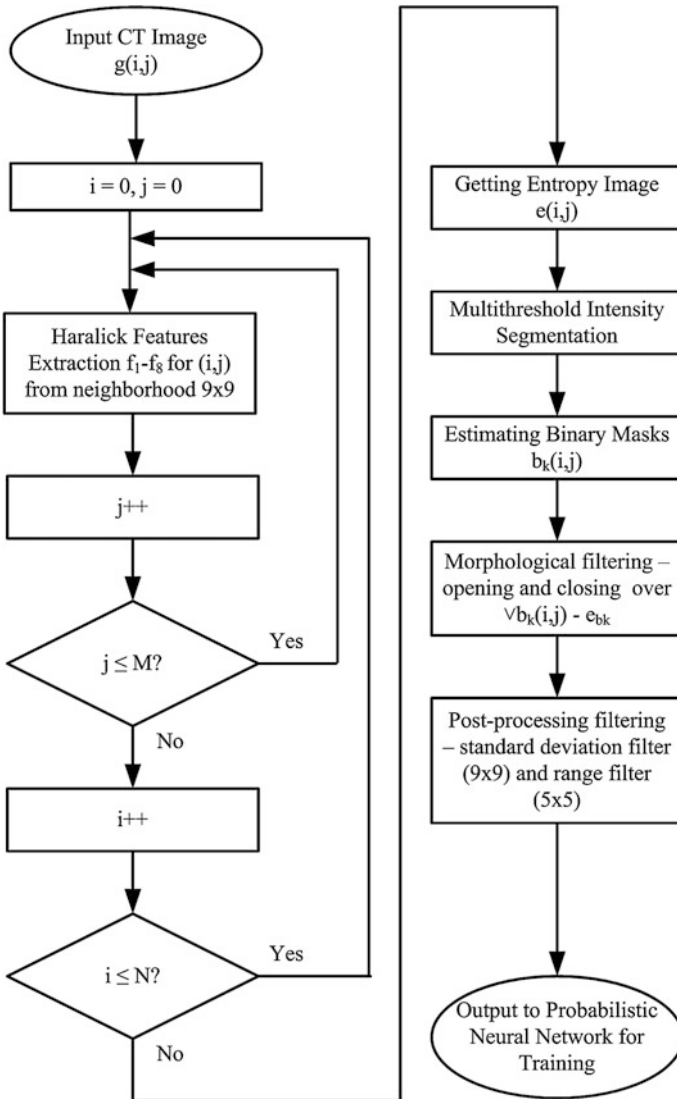 Input CT Image
g(i,j)
i = 0, j = 0
Haralick Features
Extraction f₁-f₈ for (i,j)
from neighborhood 9x9
j++
j ≤ M?
Yes
No
i++
i ≤ N?
Yes
No
Getting Entropy Image
e(i,j)
Multithreshold Intensity
Segmentation
Estimating Binary Masks
bₖ(i,j)
Morphological filtering –
opening and closing over
∀bₖ(i,j) - e_bk
Post-processing filtering
– standard deviation filter
(9x9) and range filter
(5x5)
Output to Probabilistic
Neural Network for
Training